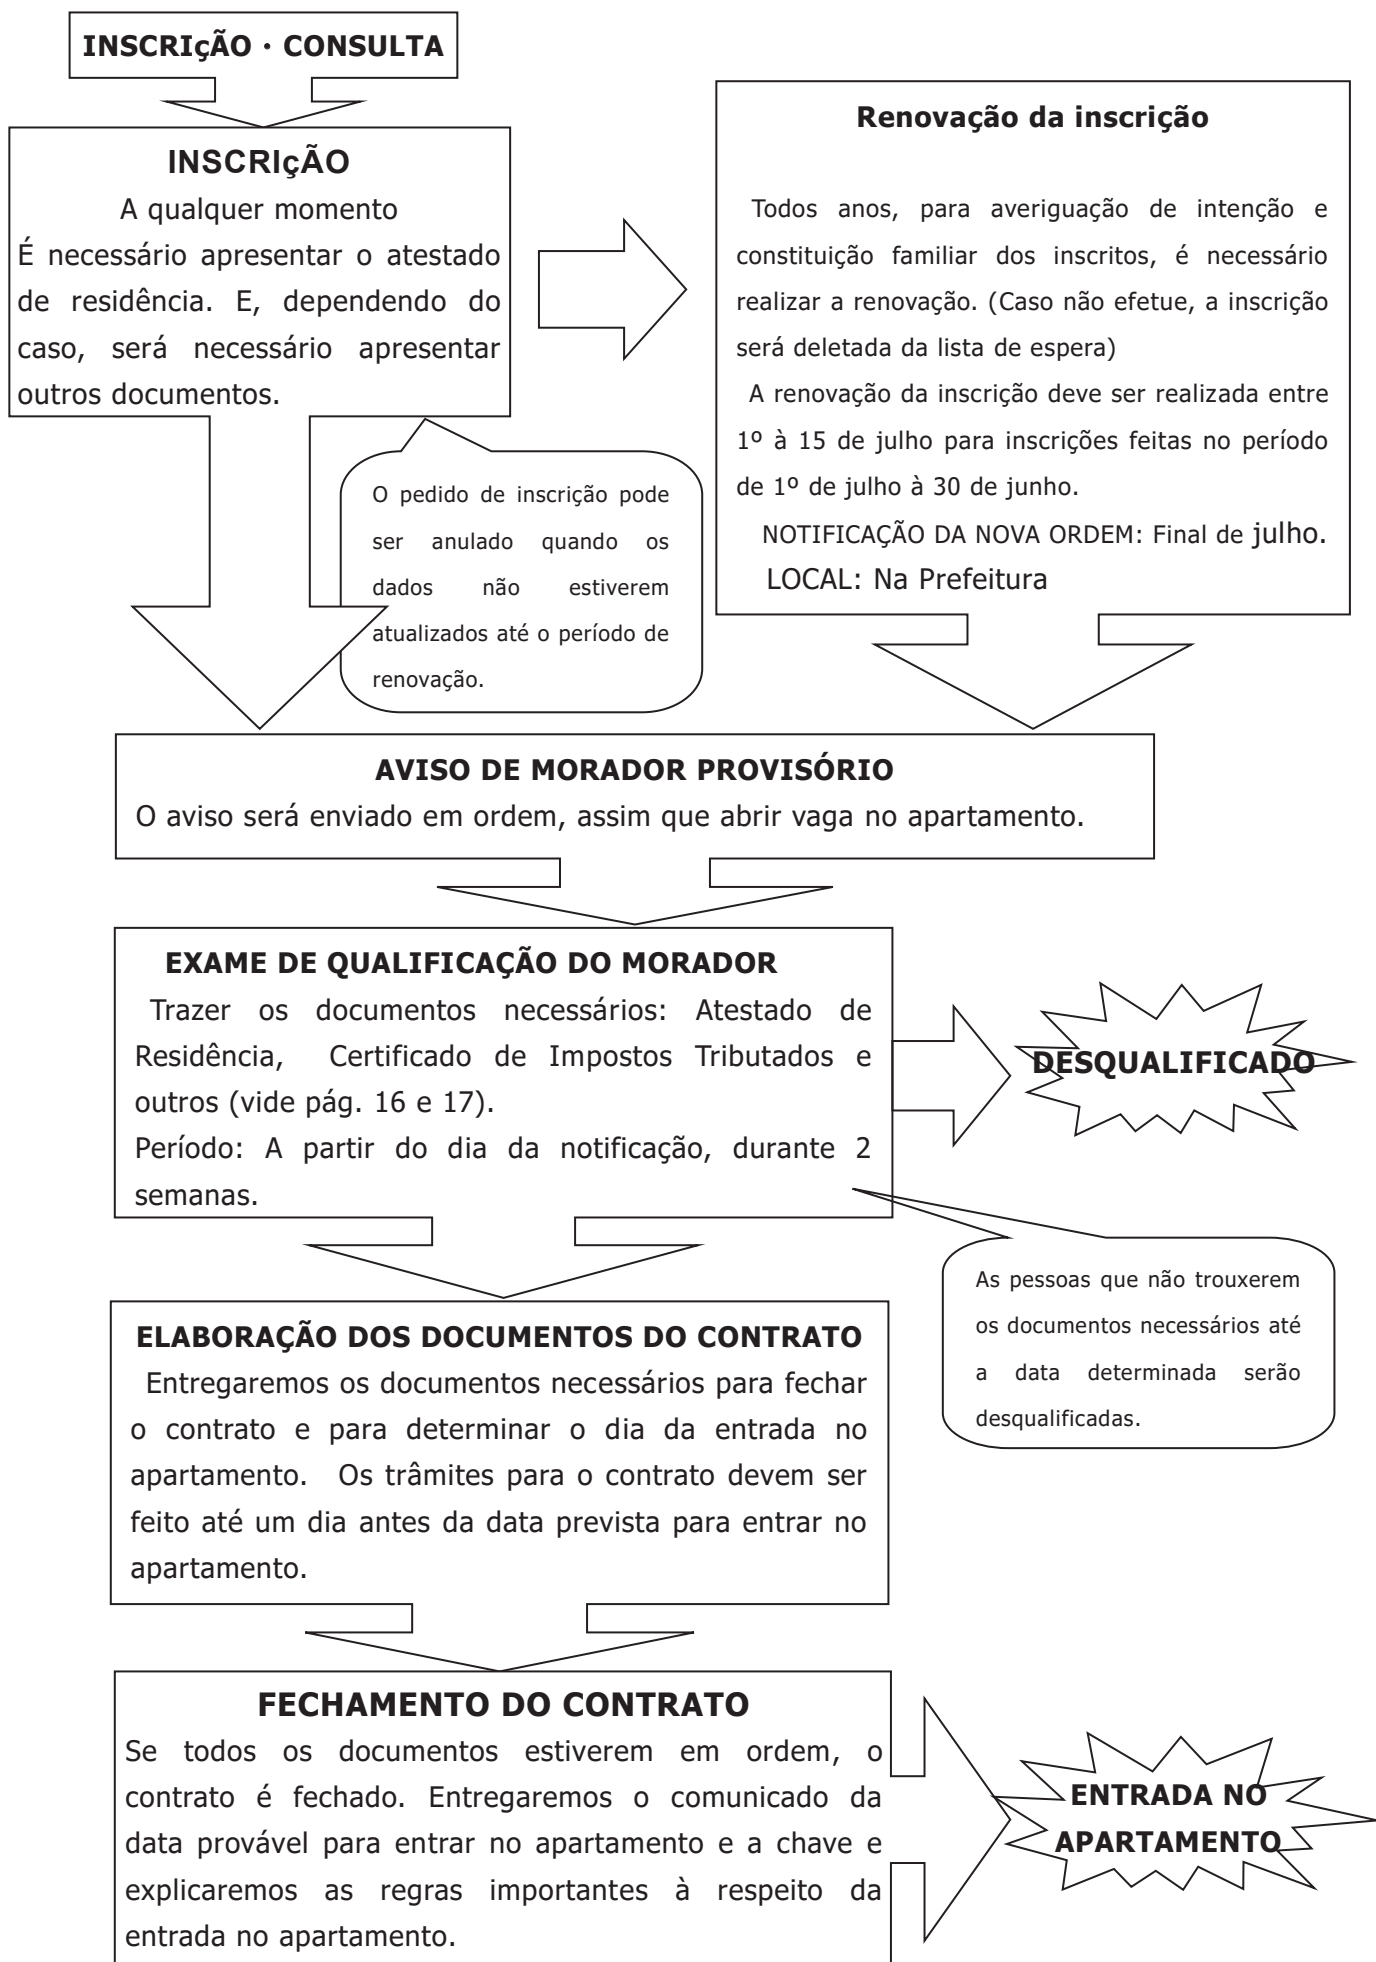 INSCRIçÃO・CONSULTA
INSCRIçÃO
A qualquer momento
É necessário apresentar o atestado
de residência. E, dependendo do
caso, será necessário apresentar
outros documentos.
Renovação da inscrição
Todos anos, para averiguação de intenção e
constituição familiar dos inscritos, é necessário
realizar a renovação. (Caso não efetue, a inscrição
será deletada da lista de espera)
A renovação da inscrição deve ser realizada entre
1º à 15 de julho para inscrições feitas no período
de 1º de julho à 30 de junho.
NOTIFICAÇÃO DA NOVA ORDEM: Final de julho.
LOCAL: Na Prefeitura
O pedido de inscrição pode
ser anulado quando os
dados não estiverem
atualizados até o período de
renovação.
AVISO DE MORADOR PROVISÓRIO
O aviso será enviado em ordem, assim que abrir vaga no apartamento.
EXAME DE QUALIFICAÇÃO DO MORADOR
Trazer os documentos necessários: Atestado de
Residência, Certificado de Impostos Tributados e
outros (vide pág. 16 e 17).
Período: A partir do dia da notificação, durante 2
semanas.
DESQUALIFICADO
As pessoas que não trouxerem
os documentos necessários até
a data determinada serão
desqualificadas.
ELABORAÇÃO DOS DOCUMENTOS DO CONTRATO
Entregaremos os documentos necessários para fechar
o contrato e para determinar o dia da entrada no
apartamento. Os trâmites para o contrato devem ser
feito até um dia antes da data prevista para entrar no
apartamento.
FECHAMENTO DO CONTRATO
Se todos os documentos estiverem em ordem, o
contrato é fechado. Entregaremos o comunicado da
data provável para entrar no apartamento e a chave e
explicaremos as regras importantes à respeito da
entrada no apartamento.
ENTRADA NO
APARTAMENTO